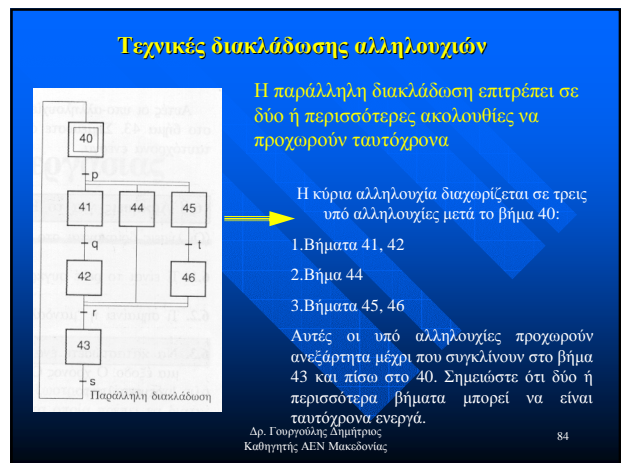 Τεχνικές διακλάδωσης αλληλουχιών
Η παράλληλη διακλάδωση επιτρέπει σε
δύο ή περισσότερες ακολουθίες να
προχωρούν ταυτόχρονα
40
p
41
44
45
q
t
42
46
r
43
s
Παράλληλη διακλάδωση
Η κύρια αλληλουχία διαχωρίζεται σε τρεις
υπό αλληλουχίες μετά το βήμα 40:
1.Βήματα 41, 42
2.Βήμα 44
3.Βήματα 45, 46
Αυτές οι υπό αλληλουχίες προχωρούν
ανεξάρτητα μέχρι που συγκλίνουν στο βήμα
43 και πίσω στο 40. Σημειώστε ότι δύο ή
περισσότερα βήματα μπορεί να είναι
ταυτόχρονα ενεργά.
Δρ. Γουργούλης Δημήτριος
Καθηγητής ΑΕΝ Μακεδονίας
84